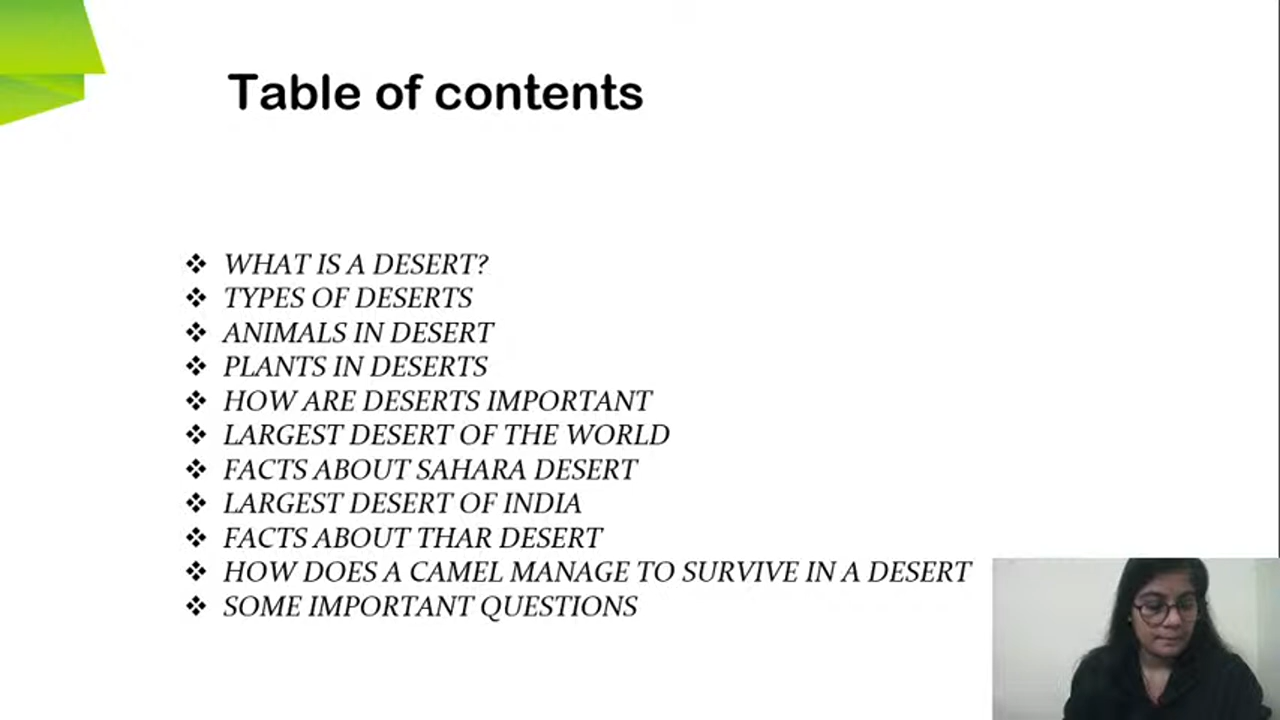 Table of contents
❖ WHAT IS A DESERT?
❖ TYPES OF DESERTS
❖ ANIMALS IN DESERT
❖ PLANTS IN DESERTS
❖ HOW ARE DESERTS IMPORTANT
❖ LARGEST DESERT OF THE WORLD
❖ FACTS ABOUT SAHARA DESERT
❖ LARGEST DESERT OF INDIA
❖ FACTS ABOUT THAR DESERT
❖ HOW DOES A CAMEL MANAGE TO SURVIVE IN A DESERT
❖ SOME IMPORTANT QUESTIONS